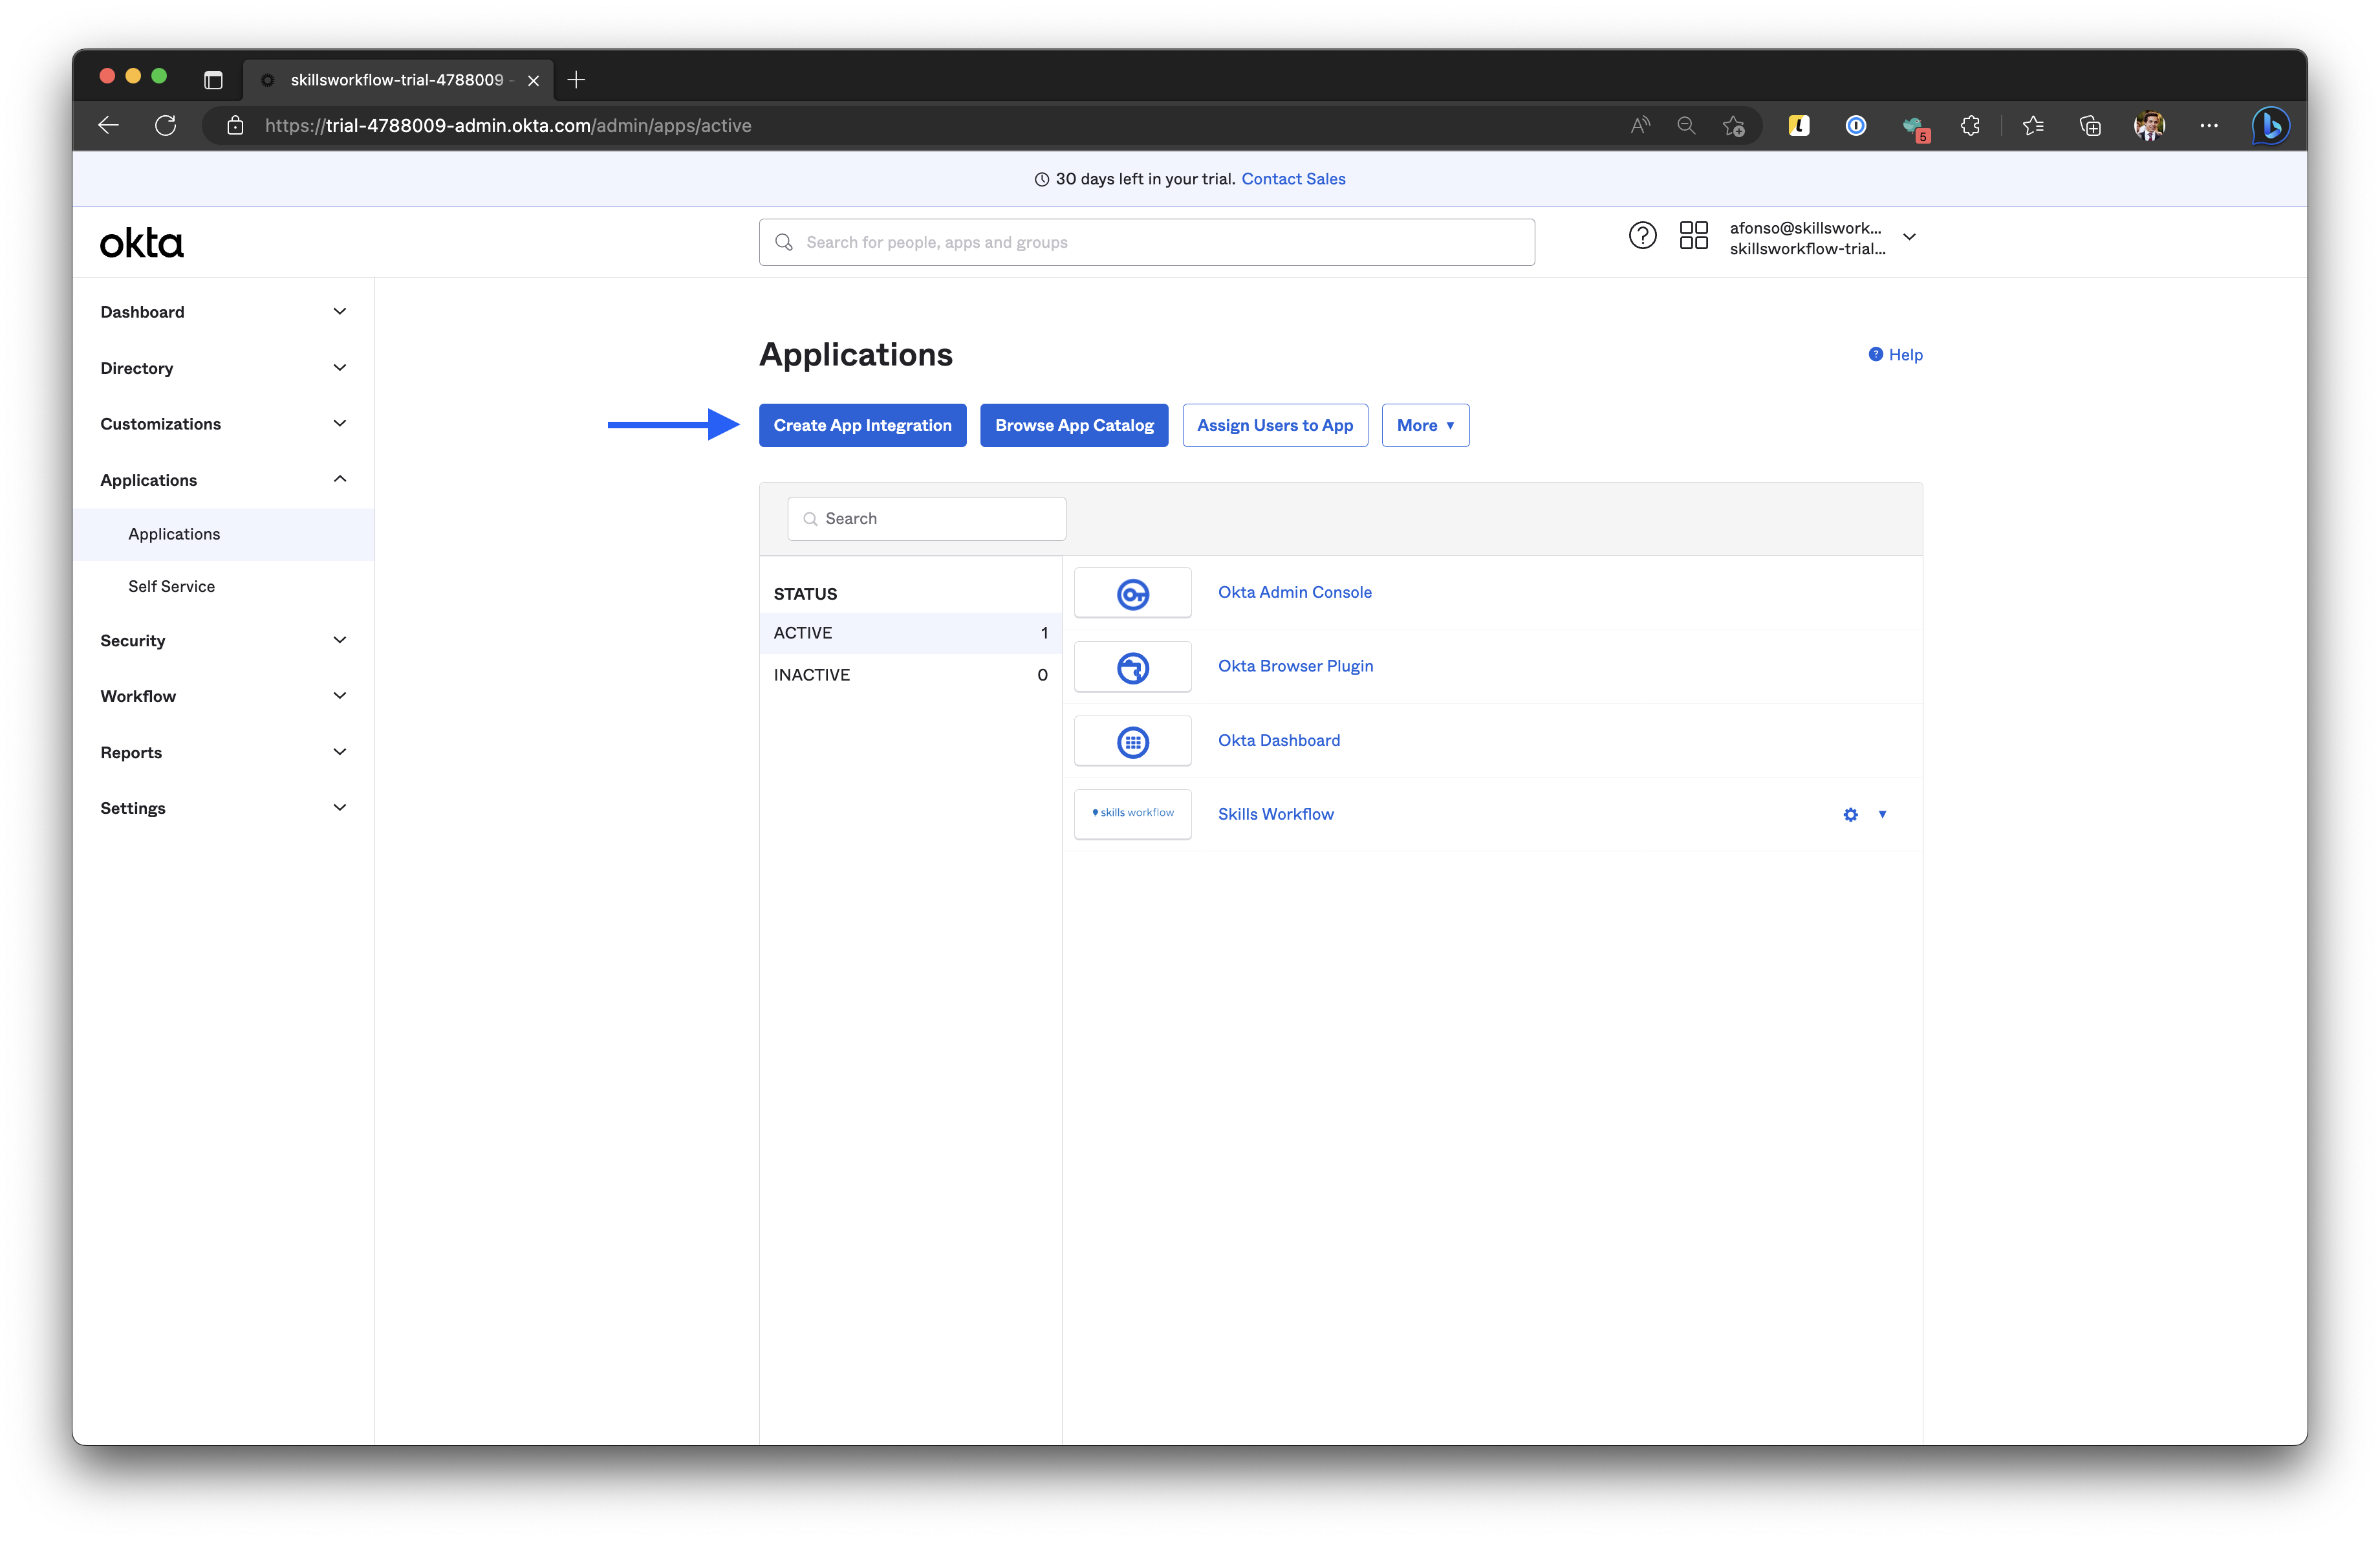 skillsworkflow-trial-4788009 -
https://trial-4788009-admin.okta.com/admin/apps/active
5
30 days left in your trial. Contact Sales
okta
Search for people, apps and groups
afonso@skillswork...
skillsworkflow-trial...
Dashboard
Directory
Customizations
Applications
Applications
Self Service
Security
Workflow
Reports
Settings
Applications
Help
Create App Integration
Browse App Catalog
Assign Users to App
More
Search
STATUS
ACTIVE 1
INACTIVE 0
Okta Admin Console
Okta Browser Plugin
Okta Dashboard
skills workflow
Skills Workflow